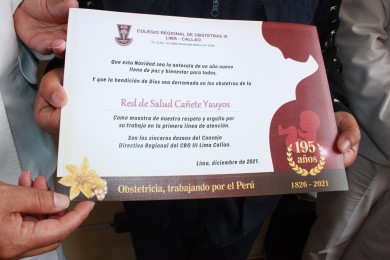 COLEGIO REGIONAL DE OBSTETRAS III
LIMA - CALLAO
Que esta Navidad sea la antesala de un año nuevo
lleno de paz y bienestar para todos.
Y que la bendición de Dios sea derramada en los obstetras de la
Red de Salud Cañete Yauyos
Como muestra de nuestro respeto y orgullo por
su trabajo en la primera línea de atención.
Son los sinceros deseos del Consejo
Directivo Regional del CRO III Lima Callao.
Lima, diciembre de 2021.
195
años
1826 - 2021
Obstetricia, trabajando por el Perú